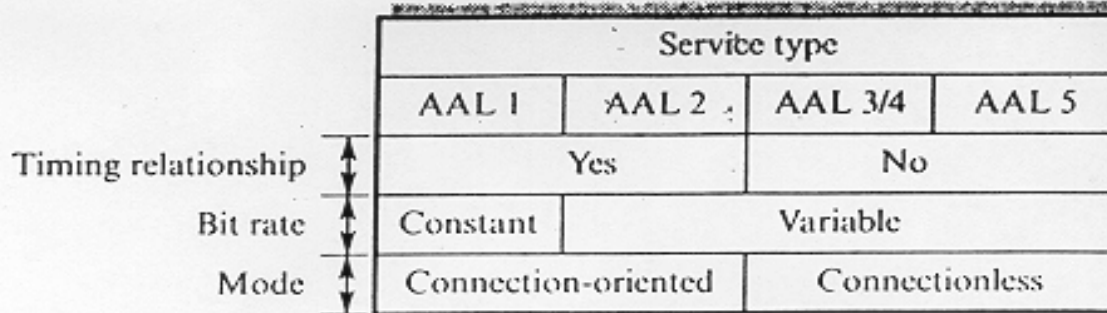 Service type
AAL 1 AAL 2 AAL 3/4 AAL 5
Timing relationship Yes No
Bit rate Constant Variable
Mode Connection-oriented Connectionless